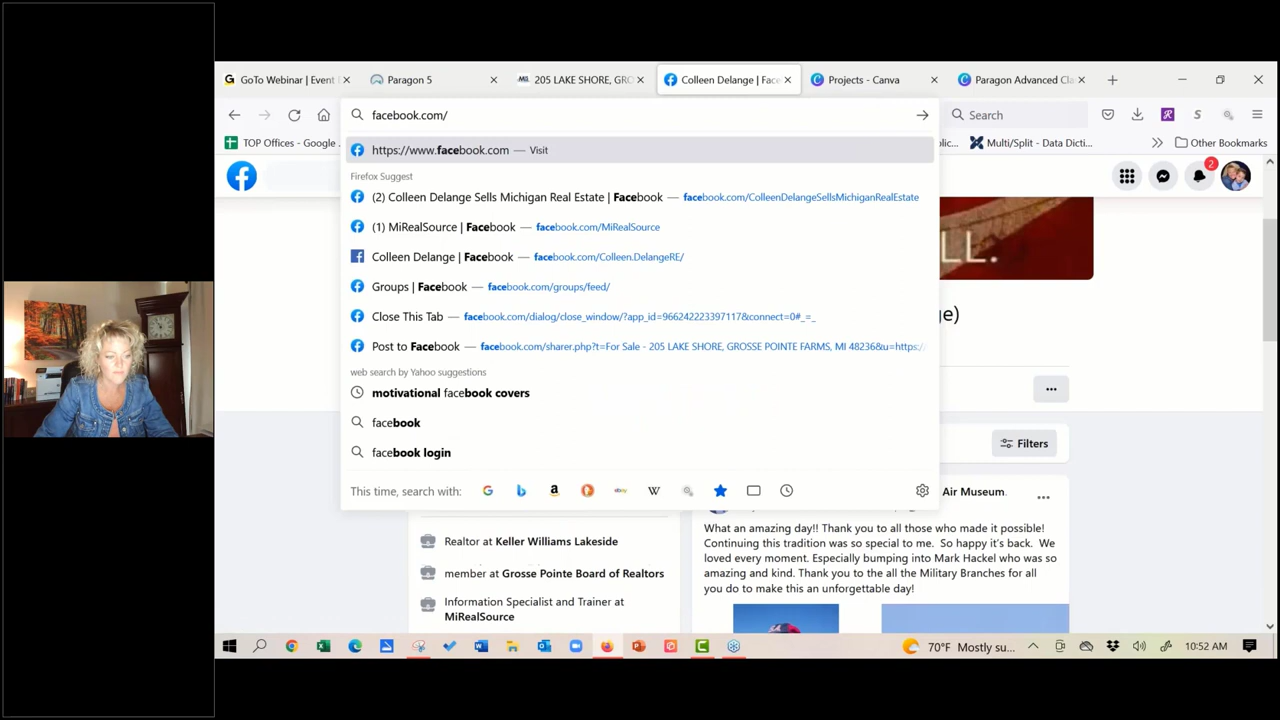 GoTo Webinar | Event
Paragon 5
205 LAKE SHORE, GRO
Colleen Delange | Face
Projects - Canva
Paragon Advanced Cla
facebook.com/
Search
TOP Offices - Google
Multi/Split - Data Dicti...
Other Bookmarks
https://www.facebook.com — Visit
2
Firefox Suggest
(2) Colleen Delange Sells Michigan Real Estate | Facebook — facebook.com/ColleenDelangeSellsMichiganRealEstate
(1) MiRealSource | Facebook — facebook.com/MiRealSource
LL.
Colleen Delange | Facebook — facebook.com/Colleen.DelangeRE/
Groups | Facebook — facebook.com/groups/feed/
Close This Tab — facebook.com/dialog/close_window/?app_id=966242223397117&connect=0#_=_
ge)
Post to Facebook — facebook.com/sharer.php?t=For Sale - 205 LAKE SHORE, GROSSE POINTE FARMS, MI 48236&u=https:/
web search by Yahoo suggestions
motivational facebook covers
facebook
Filters
facebook login
This time, search with:
Air Museum.
What an amazing day!! Thank you to all those who made it possible!
Continuing this tradition was so special to me. So happy it's back. We
loved every moment. Especially bumping into Mark Hackel who was so
amazing and kind. Thank you to the all the Military Branches for all
you do to make this an unforgettable day!
Realtor at Keller Williams Lakeside
member at Grosse Pointe Board of Realtors
Information Specialist and Trainer at
MiRealSource
70°F Mostly su...
10:52 AM